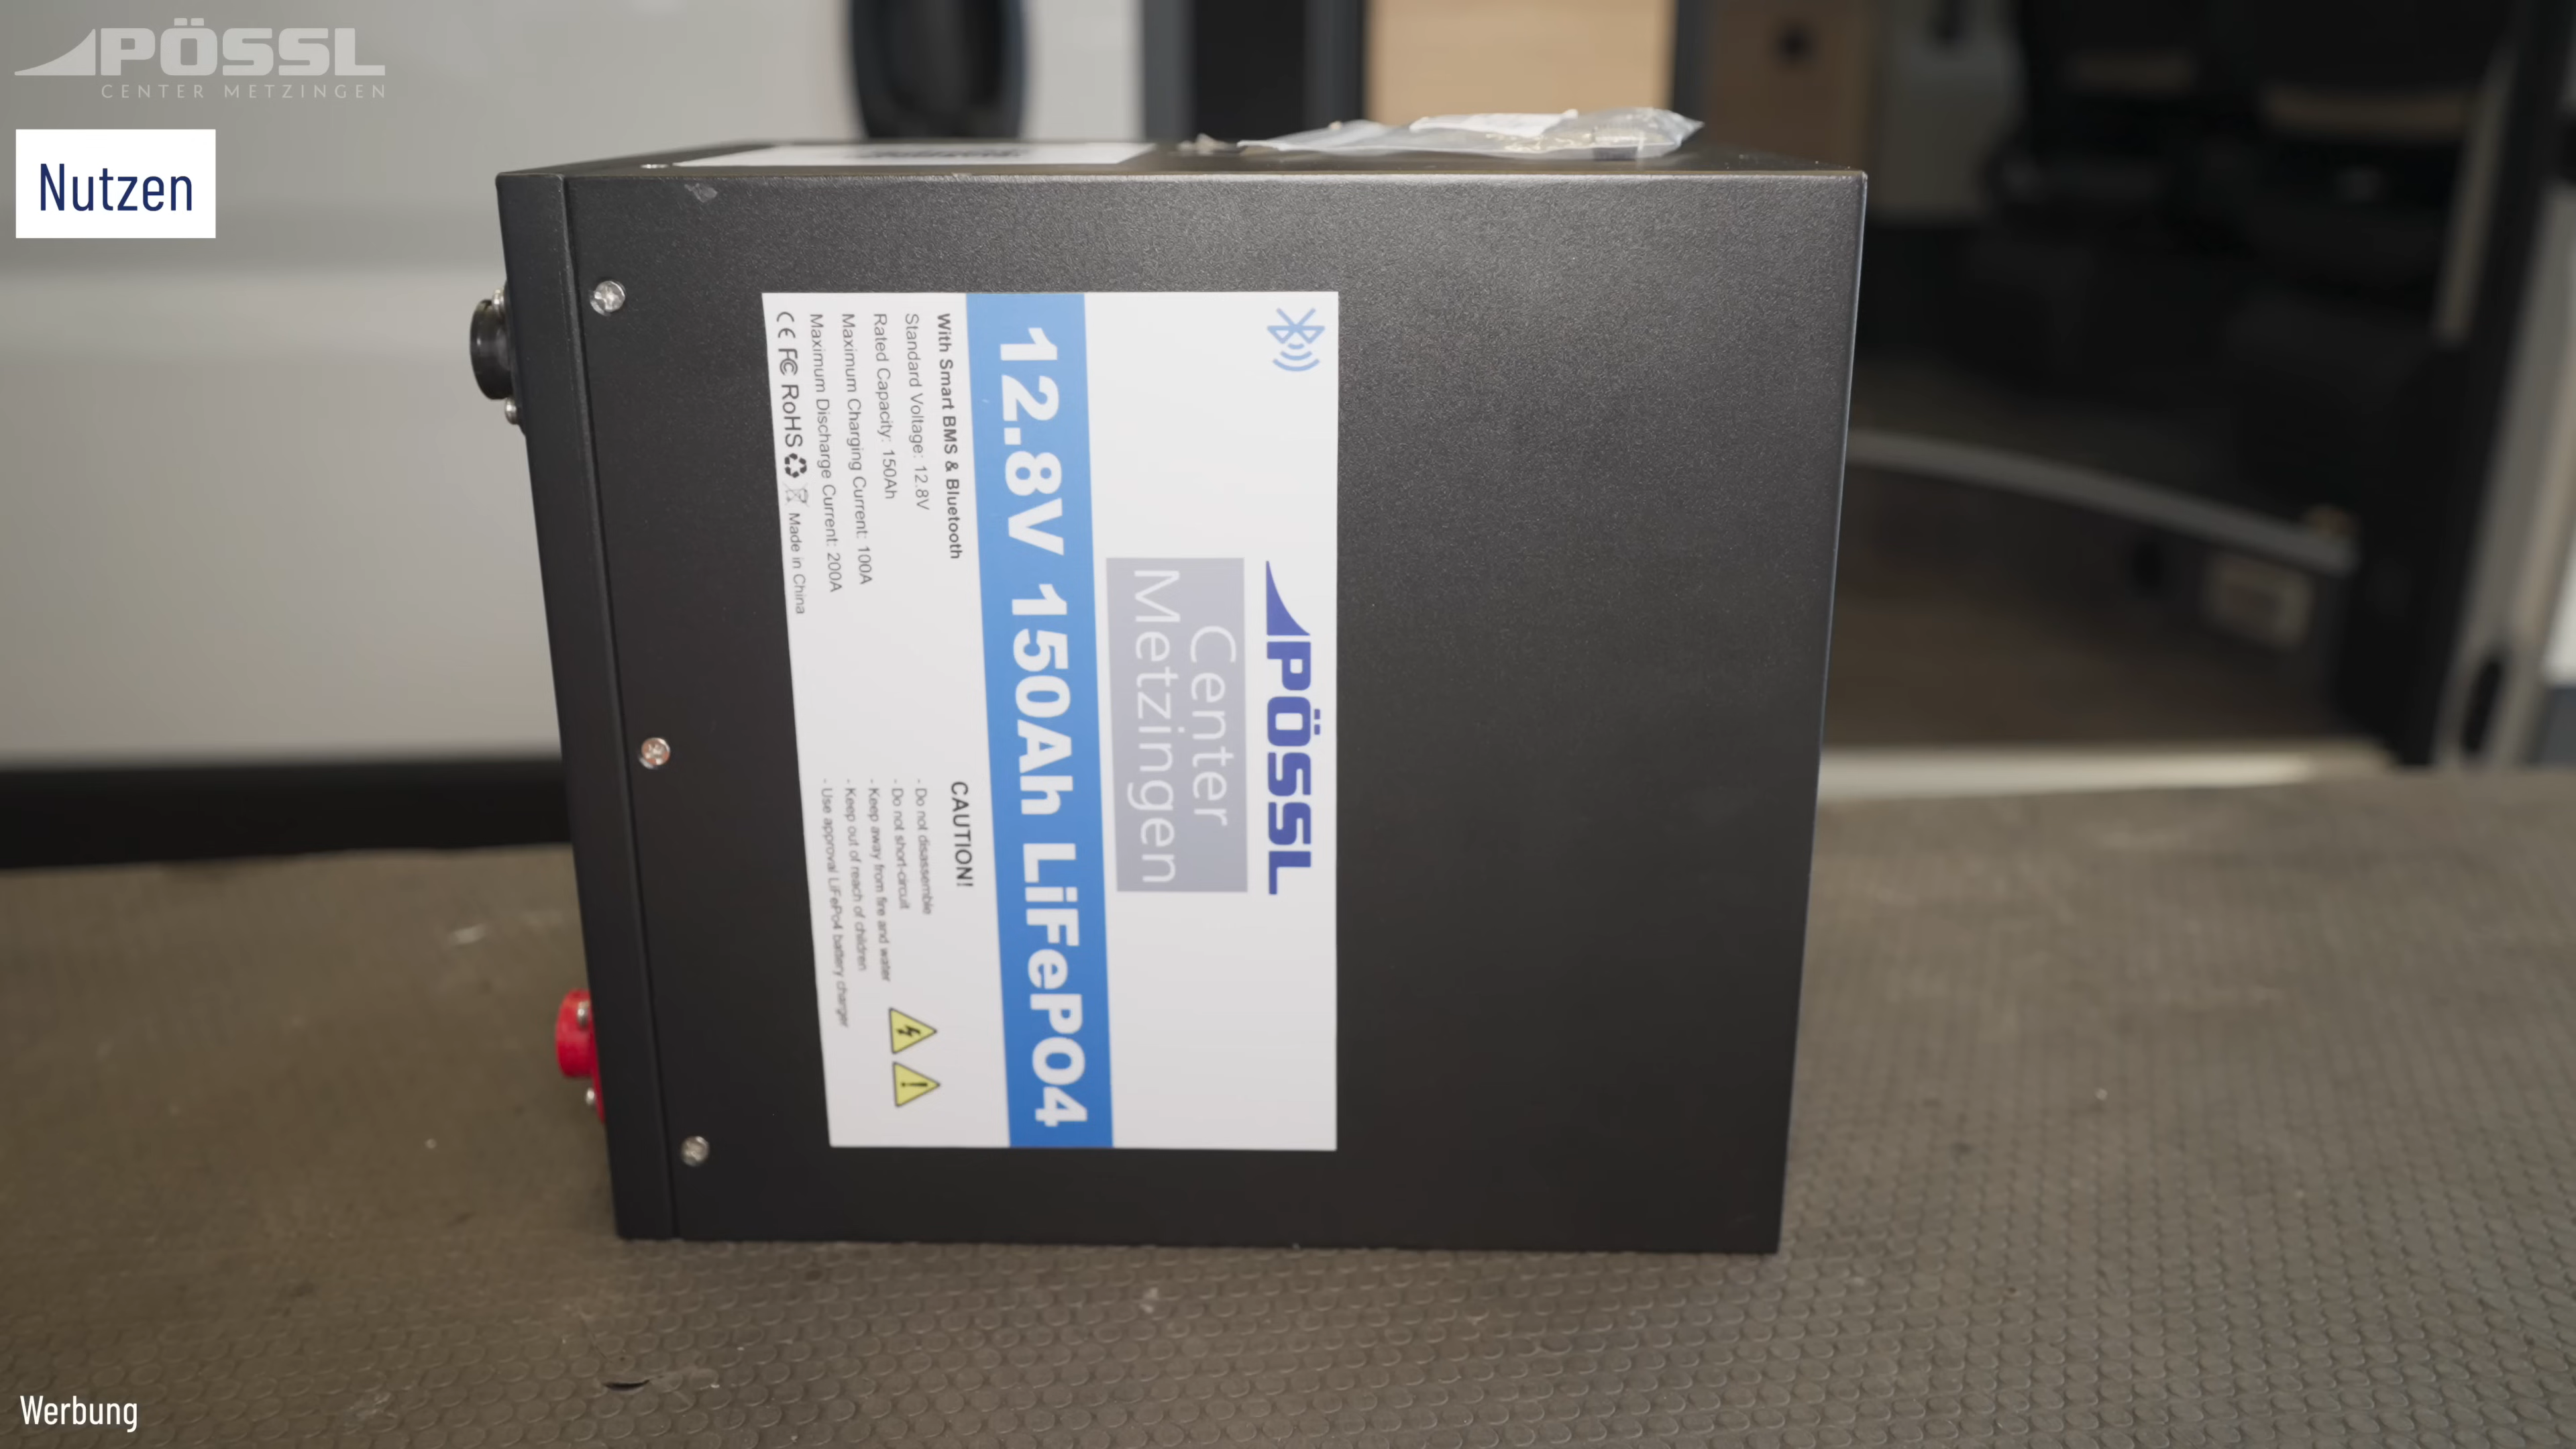 PÖSSL
CENTER METZINGEN
Nutzen
PÖSSL
Center
Metzingen
12.8V 150Ah LiFePO4
With Smart BMS & Bluetooth
Standard Voltage: 12.8V
Rated Capacity: 150Ah
Maximum Charging Current: 100A
Maximum Discharge Current: 200A
CE FC RoHS Made in China
CAUTION!
- Do not disassemble
- Do not short-circuit
- Keep away from fire and water
- Keep out of reach of children
- Use approval LiFePo4 battery charger
Werbung